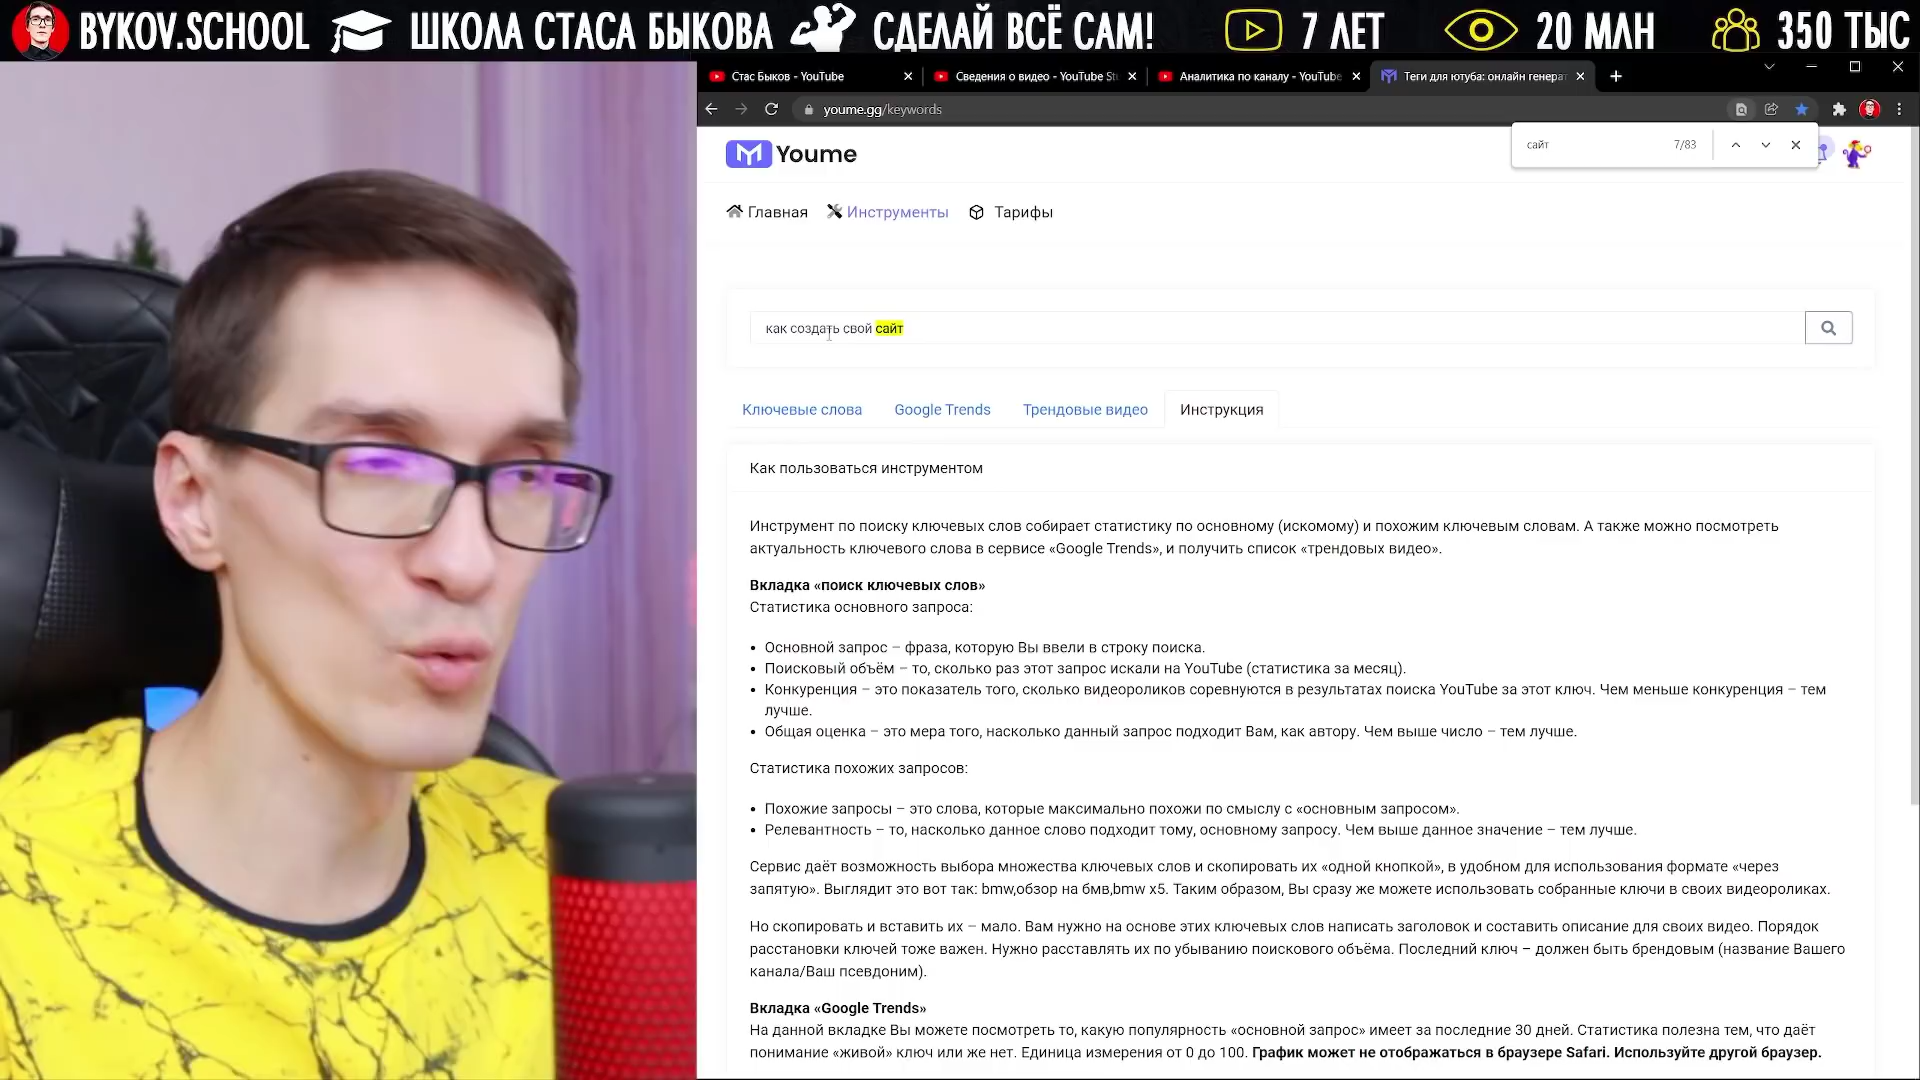 BYKOV.SCHOOL ШКОЛА СТАСА БЫКОВА СДЕЛАЙ ВСЁ САМ! 7 ЛЕТ 20 МЛН 350 ТЫС
Стас Быков - YouTube
Сведения о видео - YouTube St
Аналитика по каналу - YouTube
Теги для ютуба: онлайн генера
youme.gg/keywords
сайт 7/83
Youme
Главная Инструменты Тарифы
как создать свой сайт
Ключевые слова Google Trends Трендовые видео Инструкция
Как пользоваться инструментом
Инструмент по поиску ключевых слов собирает статистику по основному (искомому) и похожим ключевым словам. А также можно посмотреть
актуальность ключевого слова в сервисе «Google Trends», и получить список «трендовых видео».
Вкладка «поиск ключевых слов»
Статистика основного запроса:
• Основной запрос – фраза, которую Вы ввели в строку поиска.
• Поисковый объём – то, сколько раз этот запрос искали на YouTube (статистика за месяц).
• Конкуренция – это показатель того, сколько видеороликов соревнуются в результатах поиска YouTube за этот ключ. Чем меньше конкуренция – тем
лучше.
• Общая оценка – это мера того, насколько данный запрос подходит Вам, как автору. Чем выше число – тем лучше.
Статистика похожих запросов:
• Похожие запросы – это слова, которые максимально похожи по смыслу с «основным запросом».
• Релевантность – то, насколько данное слово подходит тому, основному запросу. Чем выше данное значение – тем лучше.
Сервис даёт возможность выбора множества ключевых слов и скопировать их «одной кнопкой», в удобном для использования формате «через
запятую». Выглядит это вот так: bmw,обзор на бмв,bmw x5. Таким образом, Вы сразу же можете использовать собранные ключи в своих видеороликах.
Но скопировать и вставить их – мало. Вам нужно на основе этих ключевых слов написать заголовок и составить описание для своих видео. Порядок
расстановки ключей тоже важен. Нужно расставлять их по убыванию поискового объёма. Последний ключ – должен быть брендовым (название Вашего
канала/Ваш псевдоним).
Вкладка «Google Trends»
На данной вкладке Вы можете посмотреть то, какую популярность «основной запрос» имеет за последние 30 дней. Статистика полезна тем, что даёт
понимание «живой» ключ или же нет. Единица измерения от 0 до 100. График может не отображаться в браузере Safari. Используйте другой браузер.